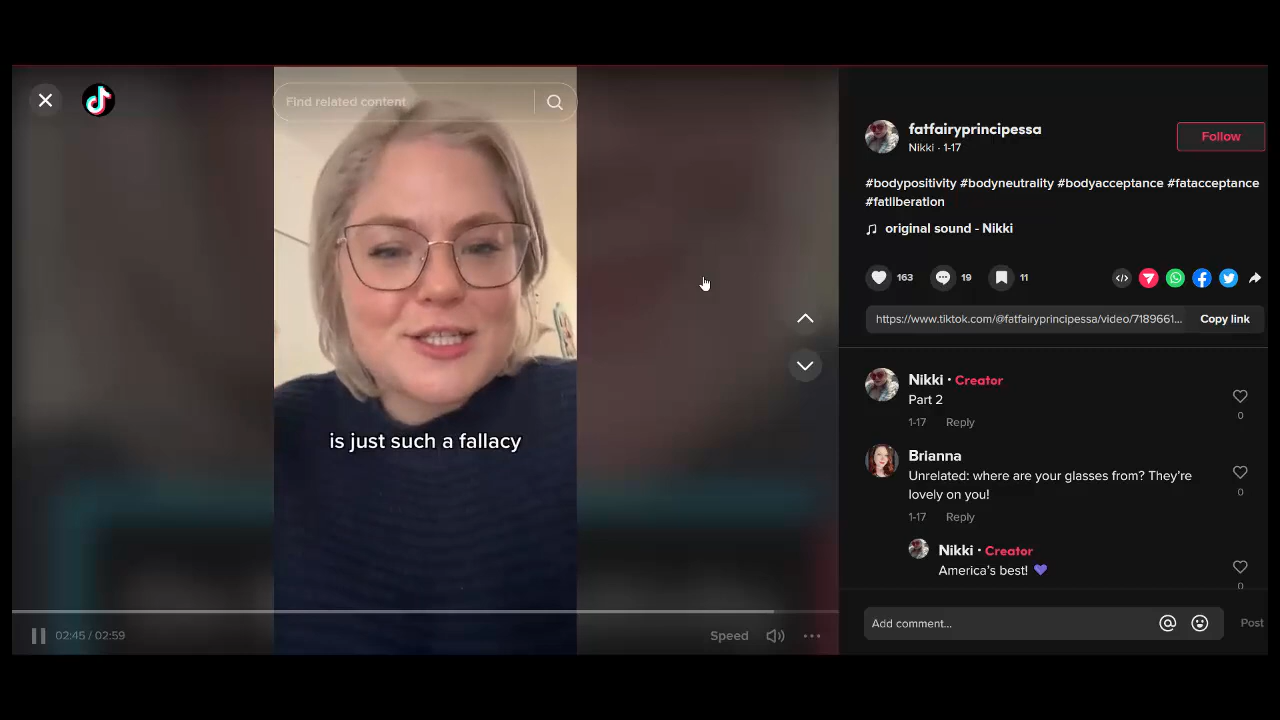 Find related content
is just such a fallacy
02:45 / 02:59
Speed
fatfairyprincipessa
Nikki · 1-17
Follow
#bodypositivity #bodyneutrality #bodyacceptance #fatacceptance
#fatliberation
original sound - Nikki
163
19
11
https://www.tiktok.com/@fatfairyprincipessa/video/7189661...
Copy link
Nikki · Creator
Part 2
1-17 Reply
0
Brianna
Unrelated: where are your glasses from? They're
lovely on you!
1-17 Reply
0
Nikki · Creator
America's best! 💜
0
Add comment...
@
Post